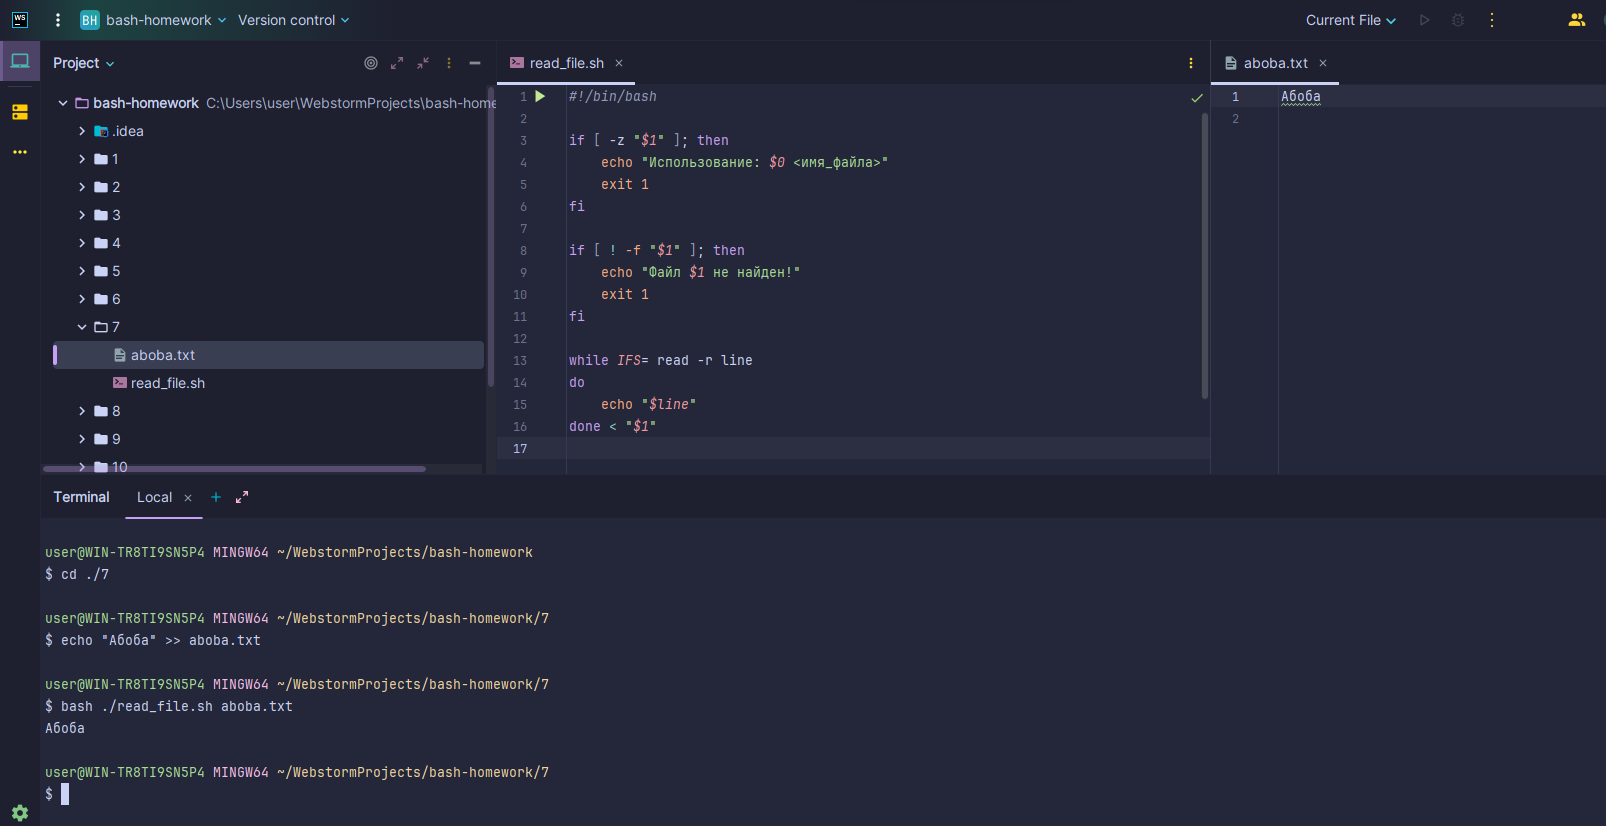 WS
BH bash-homework Version control Current File
Project
bash-homework C:\Users\user\WebstormProjects\bash-home
.idea
1
2
3
4
5
6
7
aboba.txt
read_file.sh
8
9
10
read_file.sh
1 #!/bin/bash
2
3 if [ -z "$1" ]; then
4     echo "Использование: $0 <имя_файла>"
5     exit 1
6 fi
7
8 if [ ! -f "$1" ]; then
9     echo "Файл $1 не найден!"
10     exit 1
11 fi
12
13 while IFS= read -r line
14 do
15     echo "$line"
16 done < "$1"
17
aboba.txt
1 Абоба
2
Terminal Local
user@WIN-TR8TI9SN5P4 MINGW64 ~/WebstormProjects/bash-homework
$ cd ./7
user@WIN-TR8TI9SN5P4 MINGW64 ~/WebstormProjects/bash-homework/7
$ echo "Абоба" >> aboba.txt
user@WIN-TR8TI9SN5P4 MINGW64 ~/WebstormProjects/bash-homework/7
$ bash ./read_file.sh aboba.txt
Абоба
user@WIN-TR8TI9SN5P4 MINGW64 ~/WebstormProjects/bash-homework/7
$